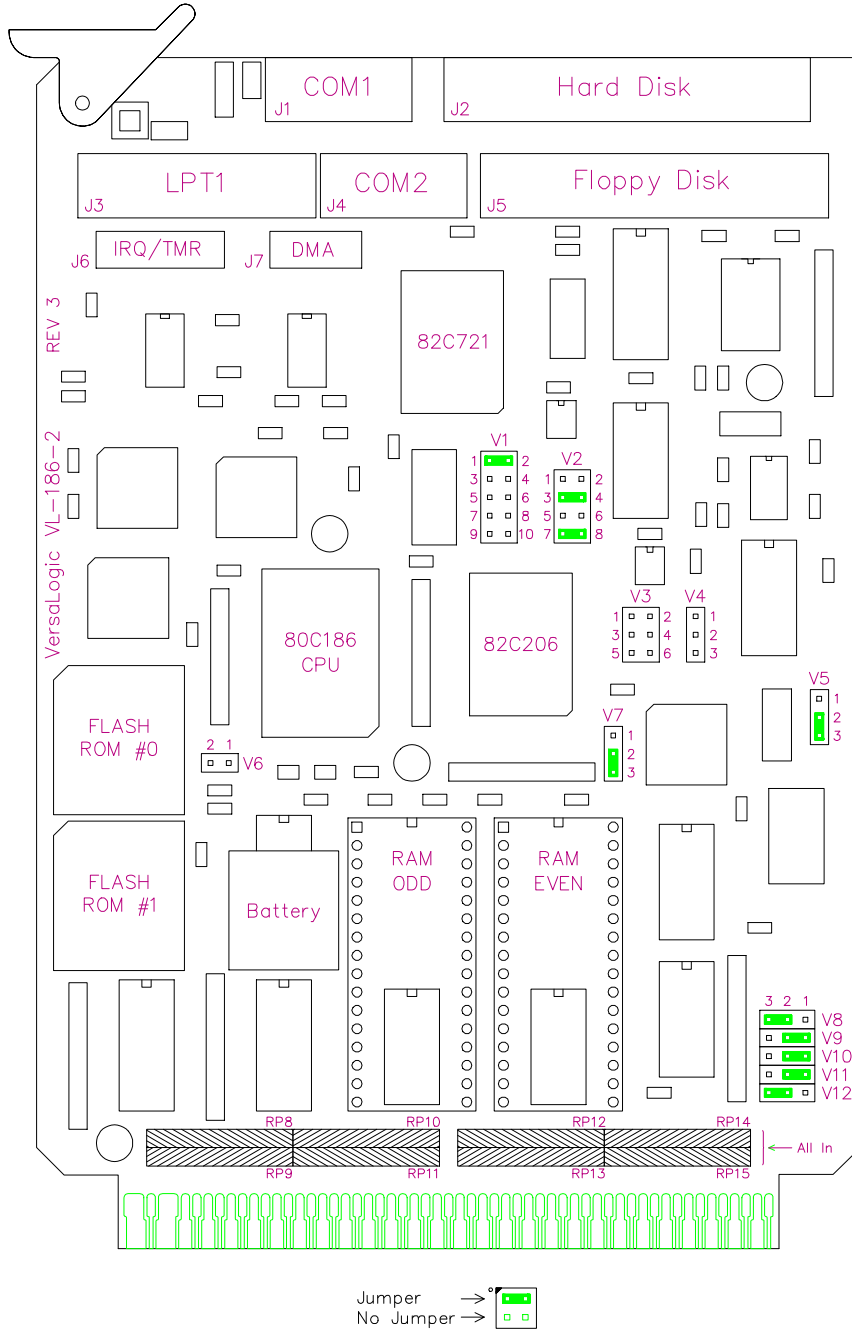 COM1
J1
Hard Disk
J2
LPT1
J3
COM2
J4
Floppy Disk
J5
J6
IRQ/TMR
J7
DMA
REV 3
VersaLogic VL-186-2
82C721
V1
1 2
3 4
5 6
7 8
9 10
V2
1 2
3 4
5 6
7 8
80C186
CPU
82C206
V3
1 2
3 4
5 6
V4
1
2
3
V5
1
2
3
V7
1
2
3
FLASH
ROM #0
2 1
V6
FLASH
ROM #1
Battery
RAM
ODD
RAM
EVEN
3 2 1
V8
V9
V10
V11
V12
RP8
RP10
RP12
RP14
RP9
RP11
RP13
RP15
All In
Jumper
No Jumper